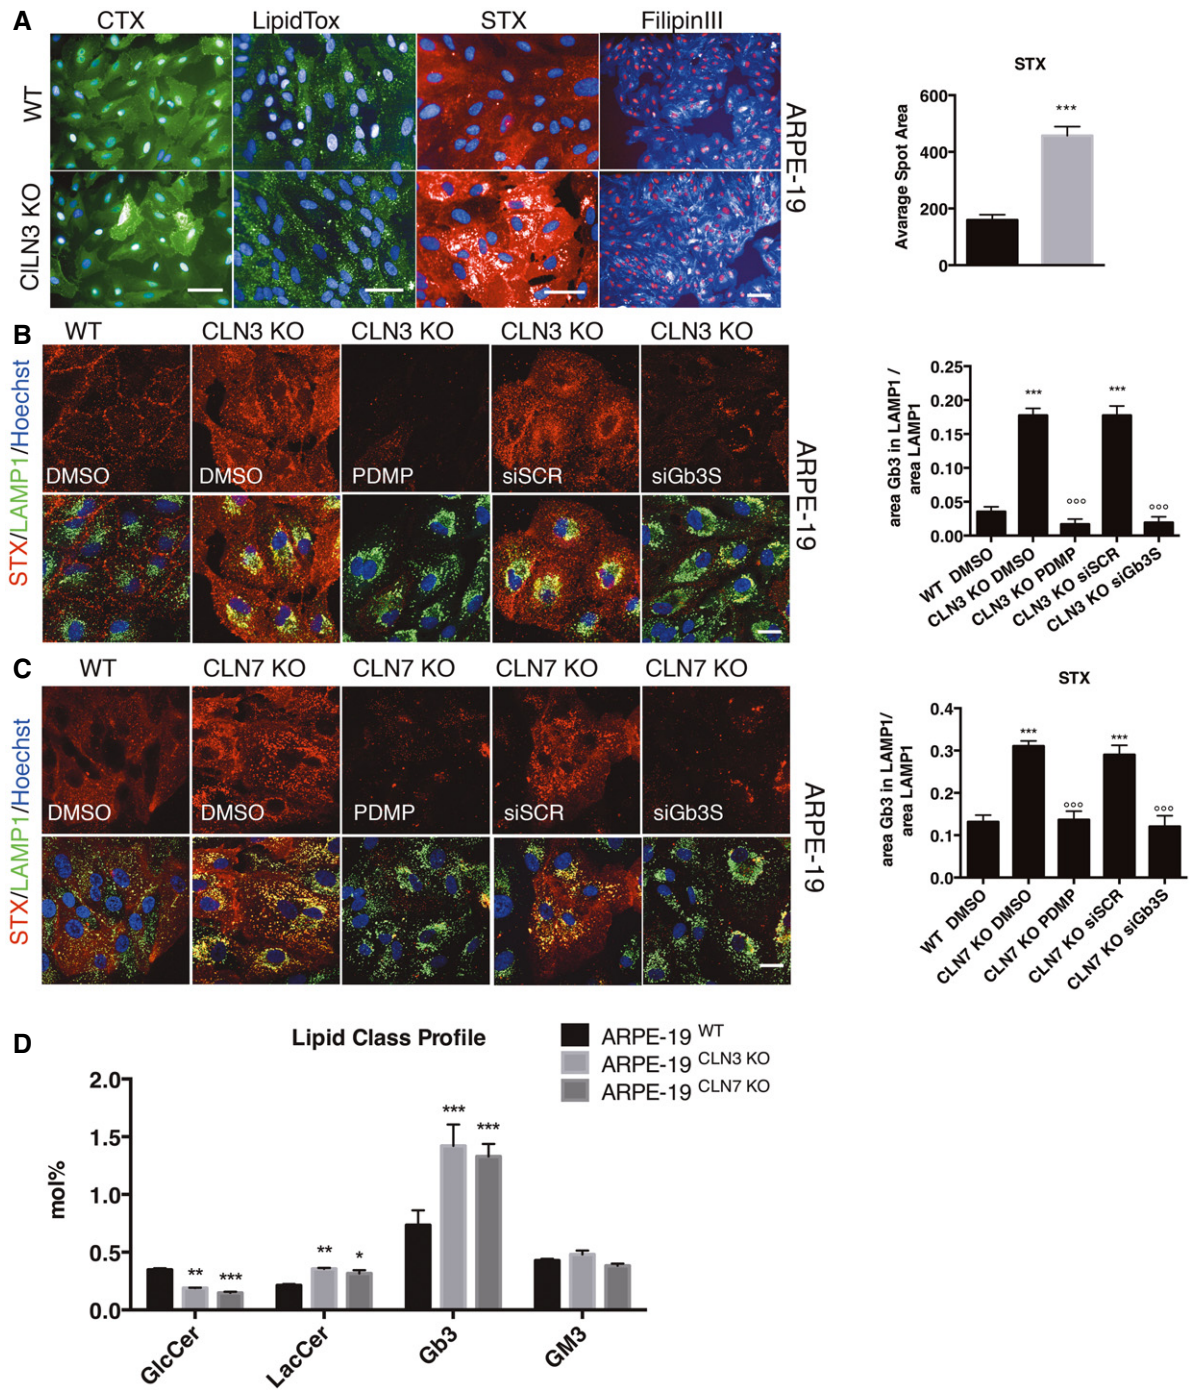 A
CTX LipidTox STX FilipinIII
WT
CILN3 KO
ARPE-19
STX
Avarage Spot Area
600
400
200
0
***
B
WT CLN3 KO CLN3 KO CLN3 KO CLN3 KO
STX/LAMP1/Hoechst
DMSO DMSO PDMP siSCR siGb3S
ARPE-19
area Gb3 in LAMP1 /
area LAMP1
0.25
0.20
0.15
0.10
0.05
0.00
*** °°° *** °°°
WT DMSO
CLN3 KO DMSO
CLN3 KO PDMP
CLN3 KO siSCR
CLN3 KO siGb3S
C
WT CLN7 KO CLN7 KO CLN7 KO CLN7 KO
STX/LAMP1/Hoechst
DMSO DMSO PDMP siSCR siGb3S
ARPE-19
STX
area Gb3 in LAMP1/
area LAMP1
0.4
0.3
0.2
0.1
0.0
*** °°° *** °°°
WT DMSO
CLN7 KO DMSO
CLN7 KO PDMP
CLN7 KO siSCR
CLN7 KO siGb3S
D
Lipid Class Profile
ARPE-19 WT
ARPE-19 CLN3 KO
ARPE-19 CLN7 KO
mol%
2.0
1.5
1.0
0.5
0.0
** *** ** * *** ***
GlcCer
LacCer
Gb3
GM3